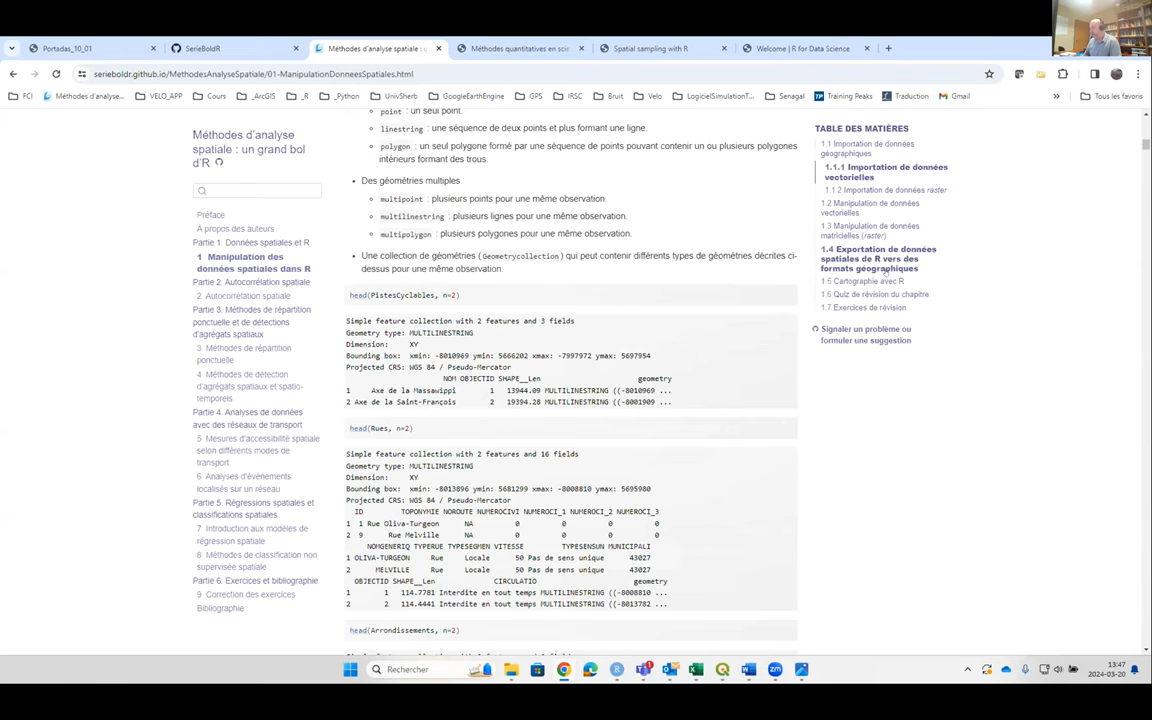 Portadas_10_01
SerieBoldR
Méthodes d'analyse spatiale : u
Méthodes quantitatives en scie
Spatial sampling with R
Welcome | R for Data Science
serieboldr.github.io/MethodesAnalyseSpatiale/01-ManipulationDonneesSpatiales.html
FCI
Méthodes d'analyse...
VELO_APP
Cours
_ArcGIS
_R
_Python
UnivSherb
GoogleEarthEngine
GPS
IRSC
Bruit
Velo
LogicielSimulationT...
Senagal
Training Peaks
Traduction
Gmail
Tous les favoris
Méthodes d'analyse
spatiale : un grand bol
d'R
Préface
À propos des auteurs
Partie 1. Données spatiales et R
1 Manipulation des
données spatiales dans R
Partie 2. Autocorrélation spatiale
2 Autocorrélation spatiale
Partie 3. Méthodes de répartition
ponctuelle et de détections
d'agrégats spatiaux
3 Méthodes de répartition
ponctuelle
4 Méthodes de détection
d'agrégats spatiaux et spatio-
temporels
Partie 4. Analyses de données
avec des réseaux de transport
5 Mesures d'accessibilité spatiale
selon différents modes de
transport
6 Analyses d'évènements
localisés sur un réseau
Partie 5. Régressions spatiales et
classifications spatiales
7 Introduction aux modèles de
régression spatiale
8 Méthodes de classification non
supervisée spatiale
Partie 6. Exercices et bibliographie
9 Correction des exercices
Bibliographie
point : un seul point.
linestring : une séquence de deux points et plus formant une ligne.
polygon : un seul polygone formé par une séquence de points pouvant contenir un ou plusieurs polygones
intérieurs formant des trous.
Des géométries multiples
multipoint : plusieurs points pour une même observation.
multilinestring : plusieurs lignes pour une même observation.
multipolygon : plusieurs polygones pour une même observation.
Une collection de géométries (Geometrycollection) qui peut contenir différents types de géométries décrites ci-
dessus pour une même observation.
head(PistesCyclables, n=2)
Simple feature collection with 2 features and 3 fields
Geometry type: MULTILINESTRING
Dimension: XY
Bounding box: xmin: -8010969 ymin: 5666202 xmax: -7997972 ymax: 5697954
Projected CRS: WGS 84 / Pseudo-Mercator
NOM OBJECTID SHAPE__Len geometry
1 Axe de la Massawippi 1 13944.09 MULTILINESTRING ((-8010969 ...
2 Axe de la Saint-François 2 19394.28 MULTILINESTRING ((-8001909 ...
head(Rues, n=2)
Simple feature collection with 2 features and 16 fields
Geometry type: MULTILINESTRING
Dimension: XY
Bounding box: xmin: -8013896 ymin: 5681299 xmax: -8008810 ymax: 5695980
Projected CRS: WGS 84 / Pseudo-Mercator
ID TOPONYMIE NOROUTE NUMEROCIVI NUMEROCI_1 NUMEROCI_2 NUMEROCI_3
1 1 Rue Oliva-Turgeon NA 0 0 0 0
2 9 Rue Melville NA 0 0 0 0
NOMGENERIQ TYPERUE TYPESEGMEN VITESSE TYPESENSUN MUNICIPALI
1 OLIVA-TURGEON Rue Locale 50 Pas de sens unique 43027
2 MELVILLE Rue Locale 50 Pas de sens unique 43027
OBJECTID SHAPE__Len CIRCULATIO geometry
1 1 114.7781 Interdite en tout temps MULTILINESTRING ((-8008810 ...
2 2 114.4441 Interdite en tout temps MULTILINESTRING ((-8013782 ...
head(Arrondissements, n=2)
TABLE DES MATIÈRES
1.1 Importation de données
géographiques
1.1.1 Importation de données
vectorielles
1.1.2 Importation de données raster
1.2 Manipulation de données
vectorielles
1.3 Manipulation de données
matricielles (raster)
1.4 Exportation de données
spatiales de R vers des
formats géographiques
1.5 Cartographie avec R
1.6 Quiz de révision du chapitre
1.7 Exercices de révision
Signaler un problème ou
formuler une suggestion
Rechercher
13:47
2024-03-20